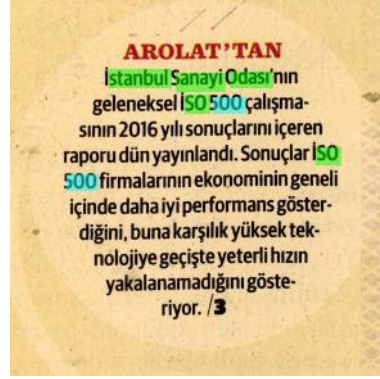 AROLAT'TAN
İstanbul Sanayi Odası'nın
geleneksel İSO 500 çalışma-
sının 2016 yılı sonuçlarını içeren
raporu dün yayınlandı. Sonuçlar İSO
500 firmalarının ekonominin geneli
içinde daha iyi performans göster-
diğini, buna karşılık yüksek tek-
nolojiye geçişte yeterli hızın
yakalanamadığını göste-
riyor. /3